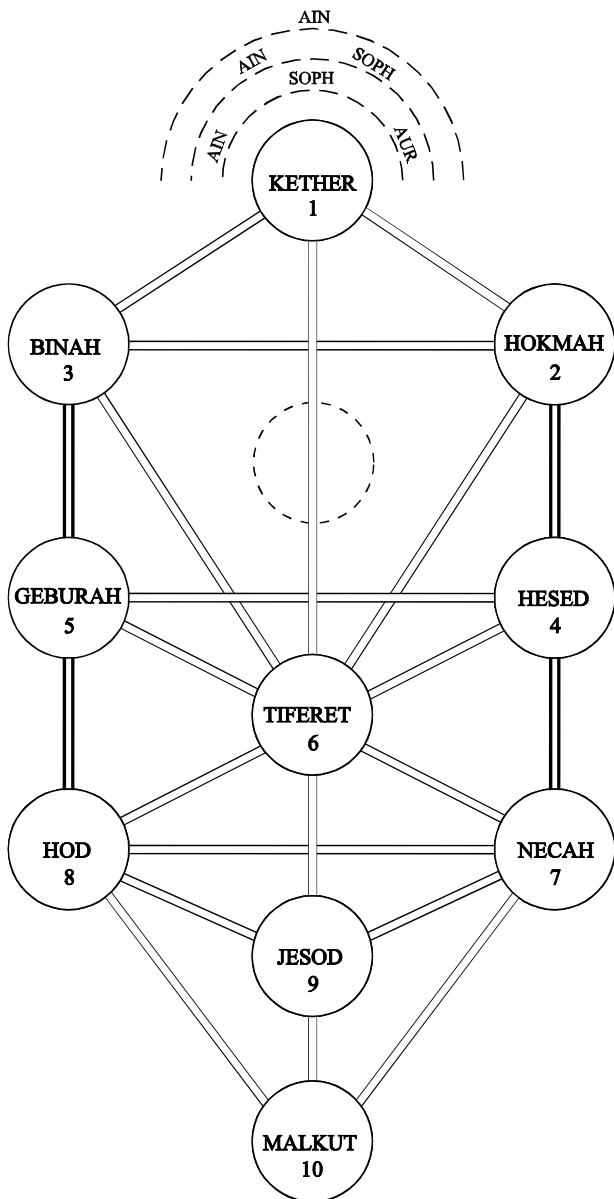 AIN
AIN SOPH
AIN SOPH AUR
KETHER
1
BINAH
3
HOKMAH
2
GEBURAH
5
HESED
4
TIFERET
6
HOD
8
NECAH
7
JESOD
9
MALKUT
10